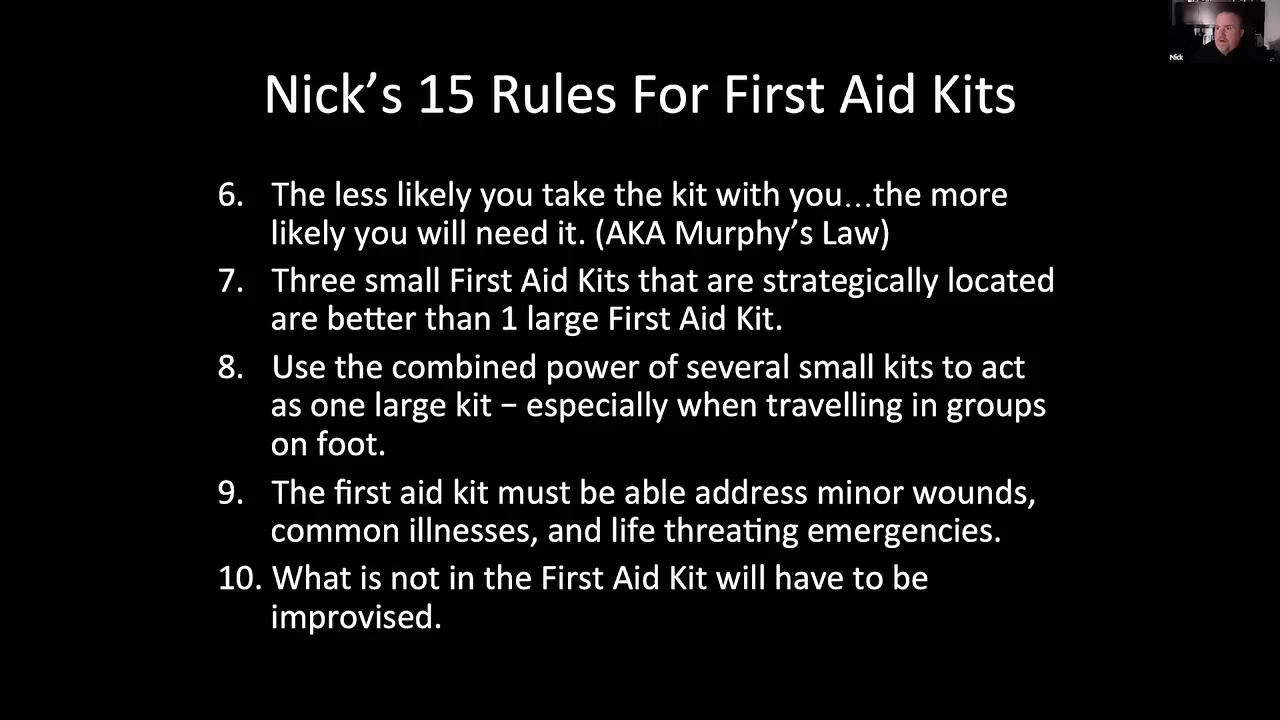 Nick
Nick’s 15 Rules For First Aid Kits
6. The less likely you take the kit with you…the more
likely you will need it. (AKA Murphy’s Law)
7. Three small First Aid Kits that are strategically located
are better than 1 large First Aid Kit.
8. Use the combined power of several small kits to act
as one large kit – especially when travelling in groups
on foot.
9. The first aid kit must be able address minor wounds,
common illnesses, and life threating emergencies.
10. What is not in the First Aid Kit will have to be
improvised.